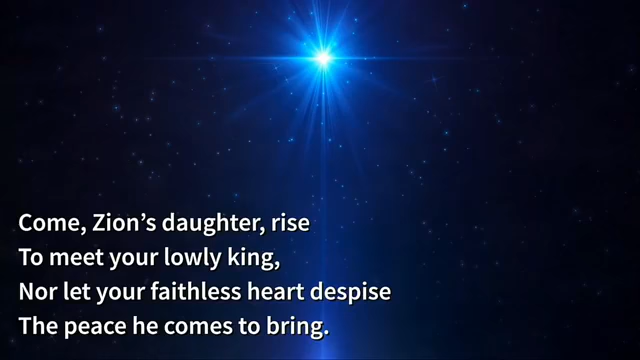 Come, Zion’s daughter, rise
To meet your lowly king,
Nor let your faithless heart despise
The peace he comes to bring.